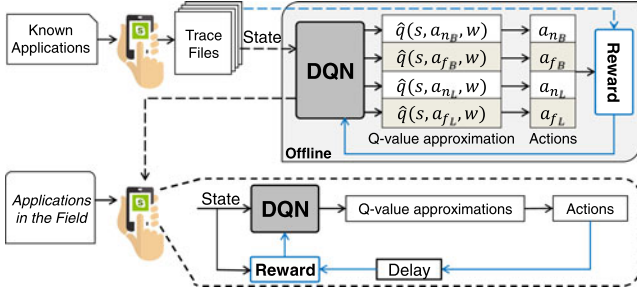 Known
Applications
Trace
Files
State
DQN
q̂(s, a_{n_B}, w)
q̂(s, a_{f_B}, w)
q̂(s, a_{n_L}, w)
q̂(s, a_{f_L}, w)
a_{n_B}
a_{f_B}
a_{n_L}
a_{f_L}
Reward
Q-value approximation
Actions
Offline
Applications
in the Field
State
DQN
Q-value approximations
Actions
Reward
Delay